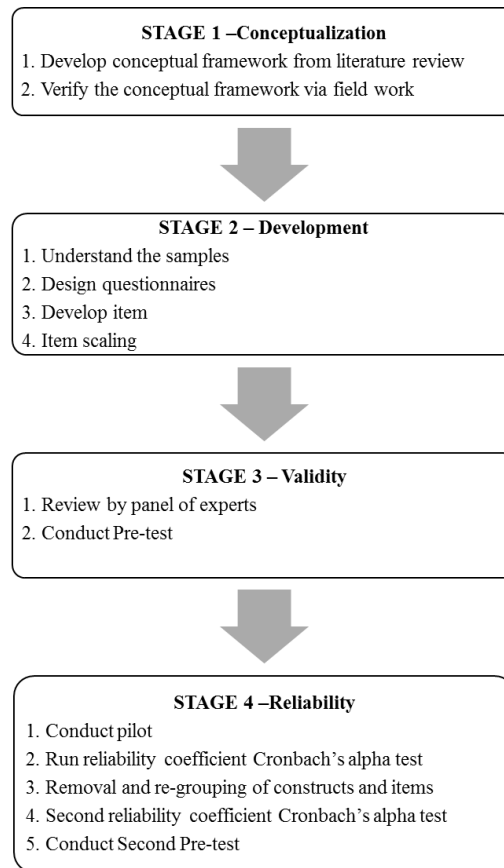 STAGE 1 –Conceptualization
1. Develop conceptual framework from literature review
2. Verify the conceptual framework via field work
STAGE 2 – Development
1. Understand the samples
2. Design questionnaires
3. Develop item
4. Item scaling
STAGE 3 – Validity
1. Review by panel of experts
2. Conduct Pre-test
STAGE 4 –Reliability
1. Conduct pilot
2. Run reliability coefficient Cronbach’s alpha test
3. Removal and re-grouping of constructs and items
4. Second reliability coefficient Cronbach’s alpha test
5. Conduct Second Pre-test